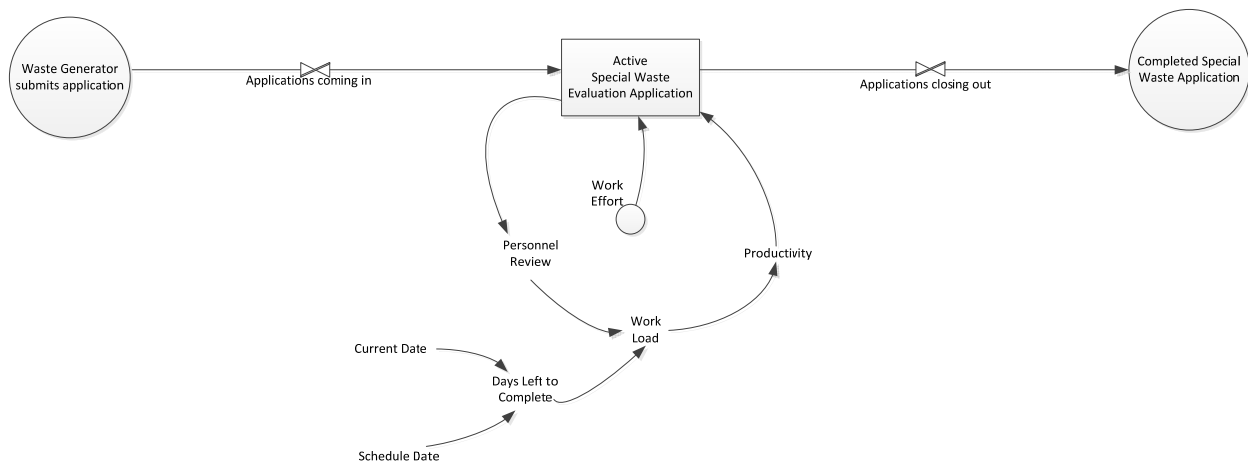 Waste Generator
submits application
Applications coming in
Active
Special Waste
Evaluation Application
Applications closing out
Completed Special
Waste Application
Work
Effort
Personnel
Review
Productivity
Work
Load
Current Date
Days Left to
Complete
Schedule Date